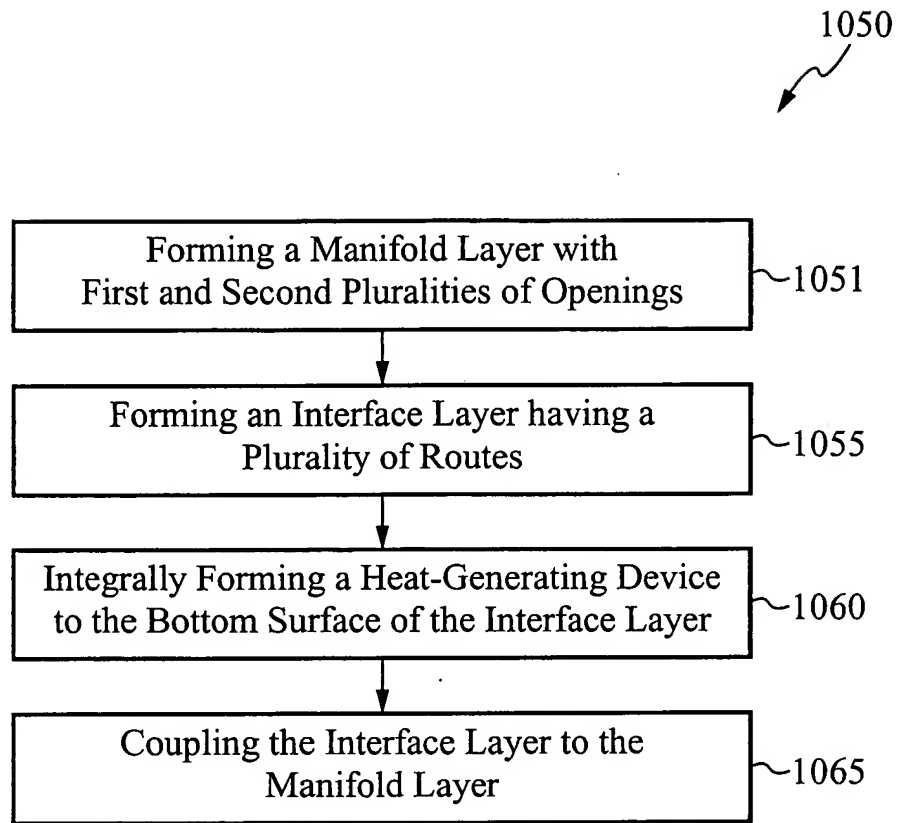 1050
Forming a Manifold Layer with
First and Second Pluralities of Openings
1051
Forming an Interface Layer having a
Plurality of Routes
1055
Integrally Forming a Heat-Generating Device
to the Bottom Surface of the Interface Layer
1060
Coupling the Interface Layer to the
Manifold Layer
1065